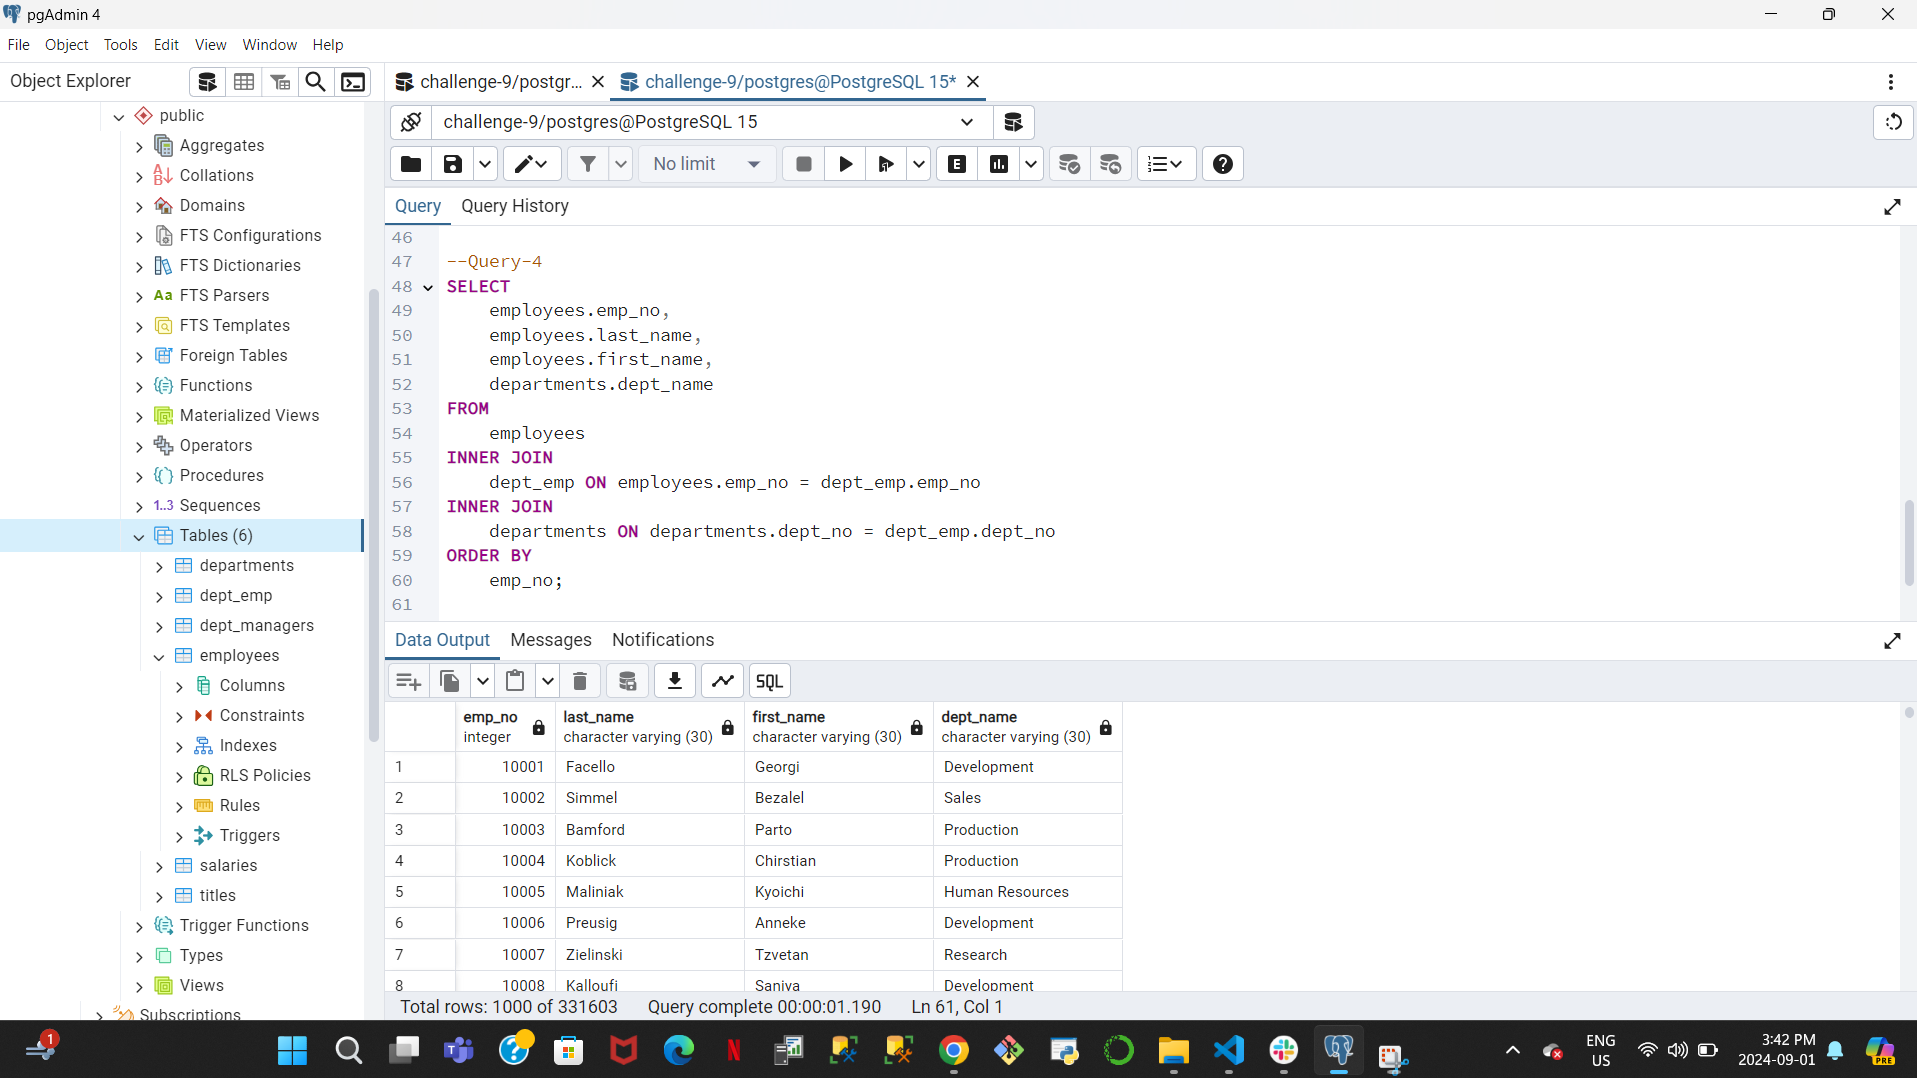 pgAdmin 4
File Object Tools Edit View Window Help
Object Explorer
challenge-9/postgr...
challenge-9/postgres@PostgreSQL 15*
public
Aggregates
Collations
Domains
FTS Configurations
FTS Dictionaries
Aa FTS Parsers
FTS Templates
Foreign Tables
Functions
Materialized Views
Operators
Procedures
1..3 Sequences
Tables (6)
departments
dept_emp
dept_managers
employees
Columns
Constraints
Indexes
RLS Policies
Rules
Triggers
salaries
titles
Trigger Functions
Types
Views
Subscriptions
challenge-9/postgres@PostgreSQL 15
No limit
E
Query Query History
46
47 --Query-4
48 SELECT
49 employees.emp_no,
50 employees.last_name,
51 employees.first_name,
52 departments.dept_name
53 FROM
54 employees
55 INNER JOIN
56 dept_emp ON employees.emp_no = dept_emp.emp_no
57 INNER JOIN
58 departments ON departments.dept_no = dept_emp.dept_no
59 ORDER BY
60 emp_no;
61
Data Output Messages Notifications
SQL
emp_no last_name first_name dept_name
integer character varying (30) character varying (30) character varying (30)
1 10001 Facello Georgi Development
2 10002 Simmel Bezalel Sales
3 10003 Bamford Parto Production
4 10004 Koblick Chirstian Production
5 10005 Maliniak Kyoichi Human Resources
6 10006 Preusig Anneke Development
7 10007 Zielinski Tzvetan Research
8 10008 Kalloufi Saniya Development
Total rows: 1000 of 331603 Query complete 00:00:01.190 Ln 61, Col 1
1
ENG
US
3:42 PM
2024-09-01
PRE